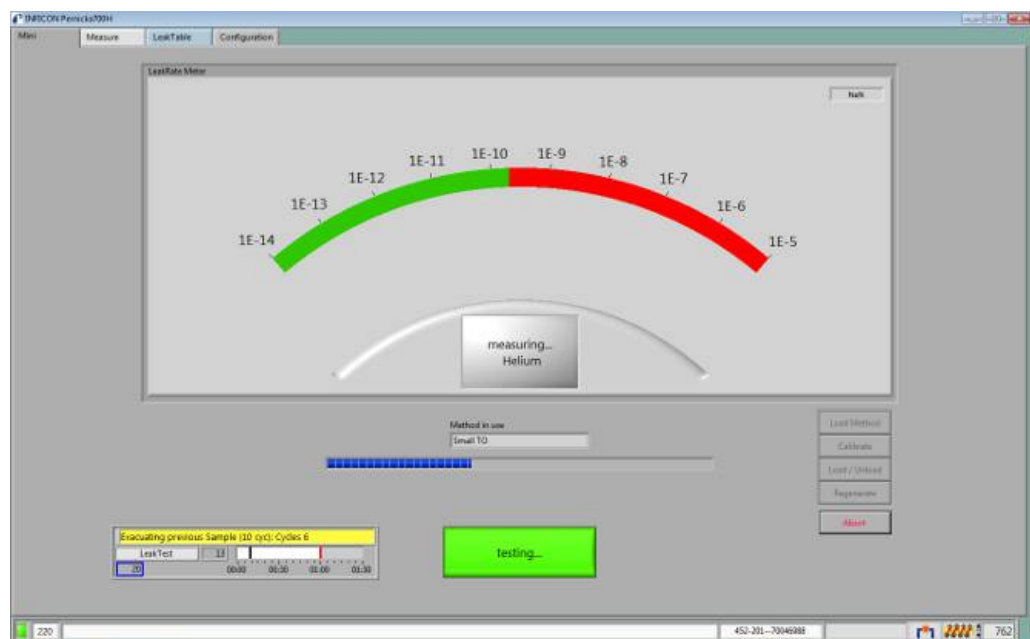 INFICON Pernicka700H
Mini
Measure
LeakTable
Configuration
LeakRate Meter
NaN
1E-14
1E-13
1E-12
1E-11
1E-10
1E-9
1E-8
1E-7
1E-6
1E-5
measuring...
Helium
Method in use
Small TO
Load Method
Calibrate
Load / Unload
Regenerate
Abort
Evacuating previous Sample (10 cyc): Cycles 6
LeakTest 13
20
00:00 00:30 01:00 01:30
testing...
220
452-201--70046988
762